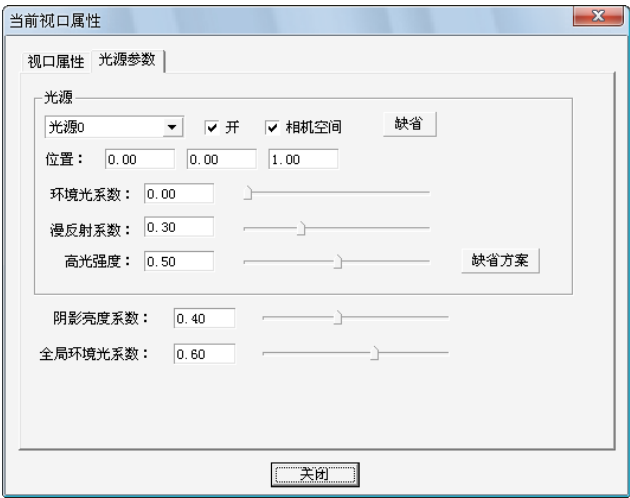 当前视口属性
视口属性 光源参数
光源
光源0 开 相机空间 缺省
位置： 0.00 0.00 1.00
环境光系数： 0.00
漫反射系数： 0.30
高光强度： 0.50 缺省方案
阴影亮度系数： 0.40
全局环境光系数： 0.60
关闭